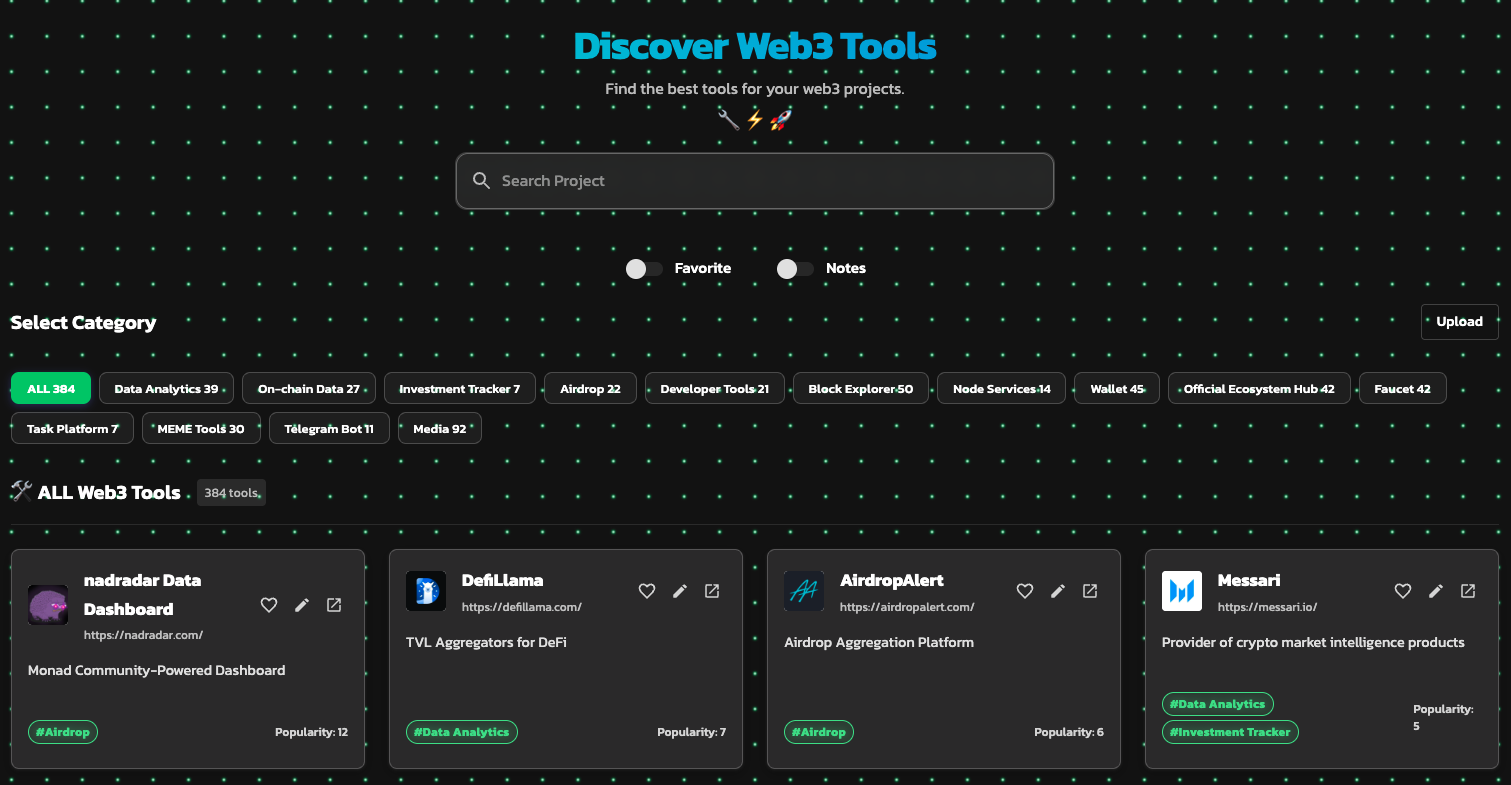 Discover Web3 Tools
Find the best tools for your web3 projects.
Search Project
Favorite
Notes
Select Category
Upload
ALL 384
Data Analytics 39
On-chain Data 27
Investment Tracker 7
Airdrop 22
Developer Tools 21
Block Explorer 50
Node Services 14
Wallet 45
Official Ecosystem Hub 42
Faucet 42
Task Platform 7
MEME Tools 30
Telegram Bot 11
Media 92
ALL Web3 Tools
384 tools
nadradar Data
Dashboard
https://nadradar.com/
Monad Community-Powered Dashboard
#Airdrop
Popularity: 12
DefiLlama
https://defillama.com/
TVL Aggregators for DeFi
#Data Analytics
Popularity: 7
AirdropAlert
https://airdropalert.com/
Airdrop Aggregation Platform
#Airdrop
Popularity: 6
Messari
https://messari.io/
Provider of crypto market intelligence products
#Data Analytics
#Investment Tracker
Popularity:
5